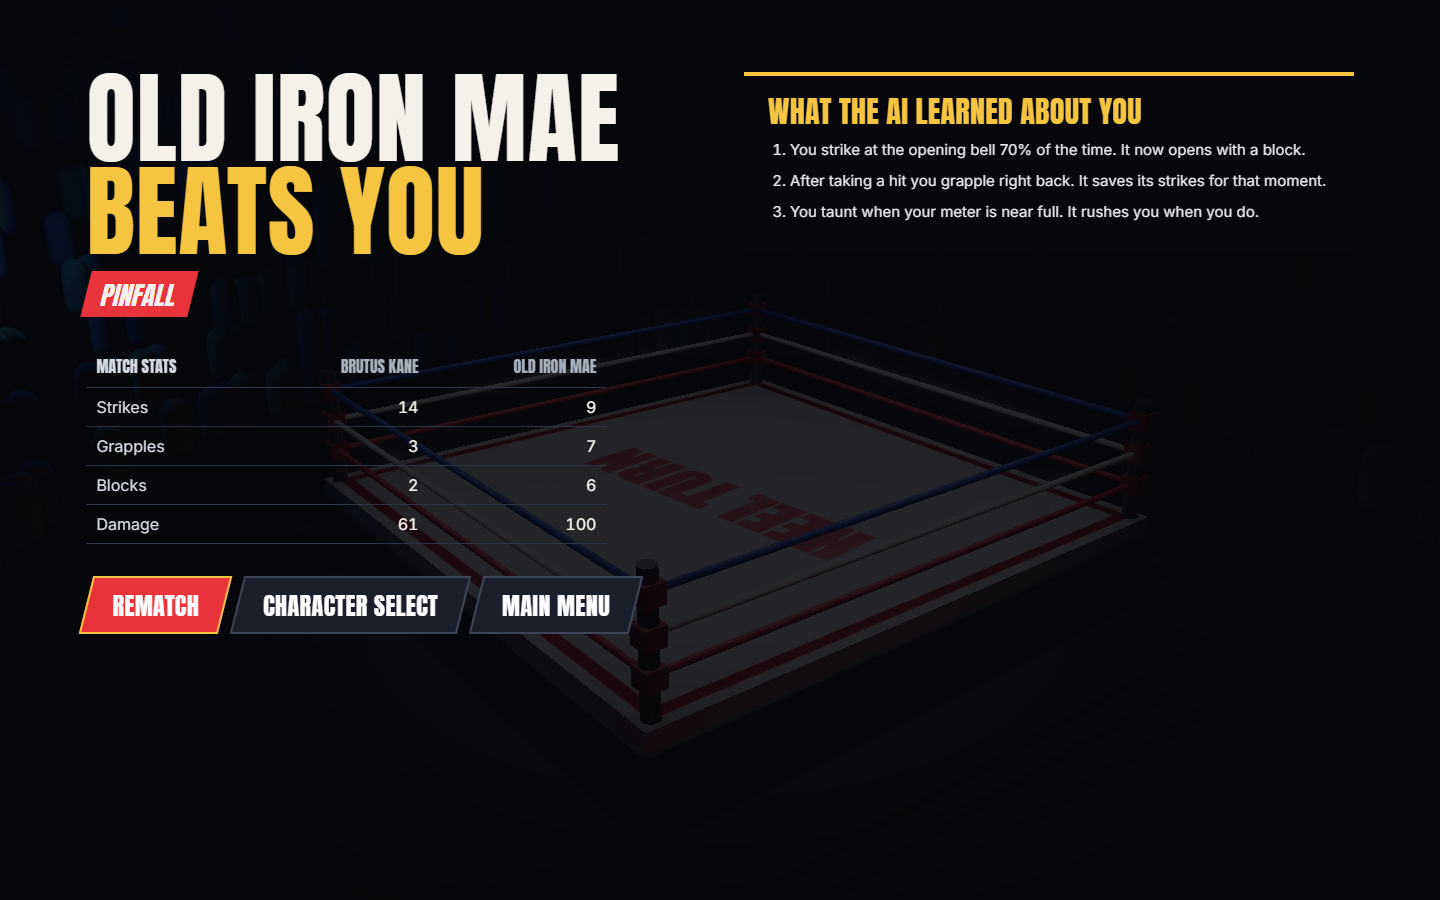 OLD IRON MAE
BEATS YOU
PINFALL
MATCH STATS BRUTUS KANE OLD IRON MAE
Strikes 14 9
Grapples 3 7
Blocks 2 6
Damage 61 100
REMATCH CHARACTER SELECT MAIN MENU
WHAT THE AI LEARNED ABOUT YOU
1. You strike at the opening bell 70% of the time. It now opens with a block.
2. After taking a hit you grapple right back. It saves its strikes for that moment.
3. You taunt when your meter is near full. It rushes you when you do.
HEEL TURN